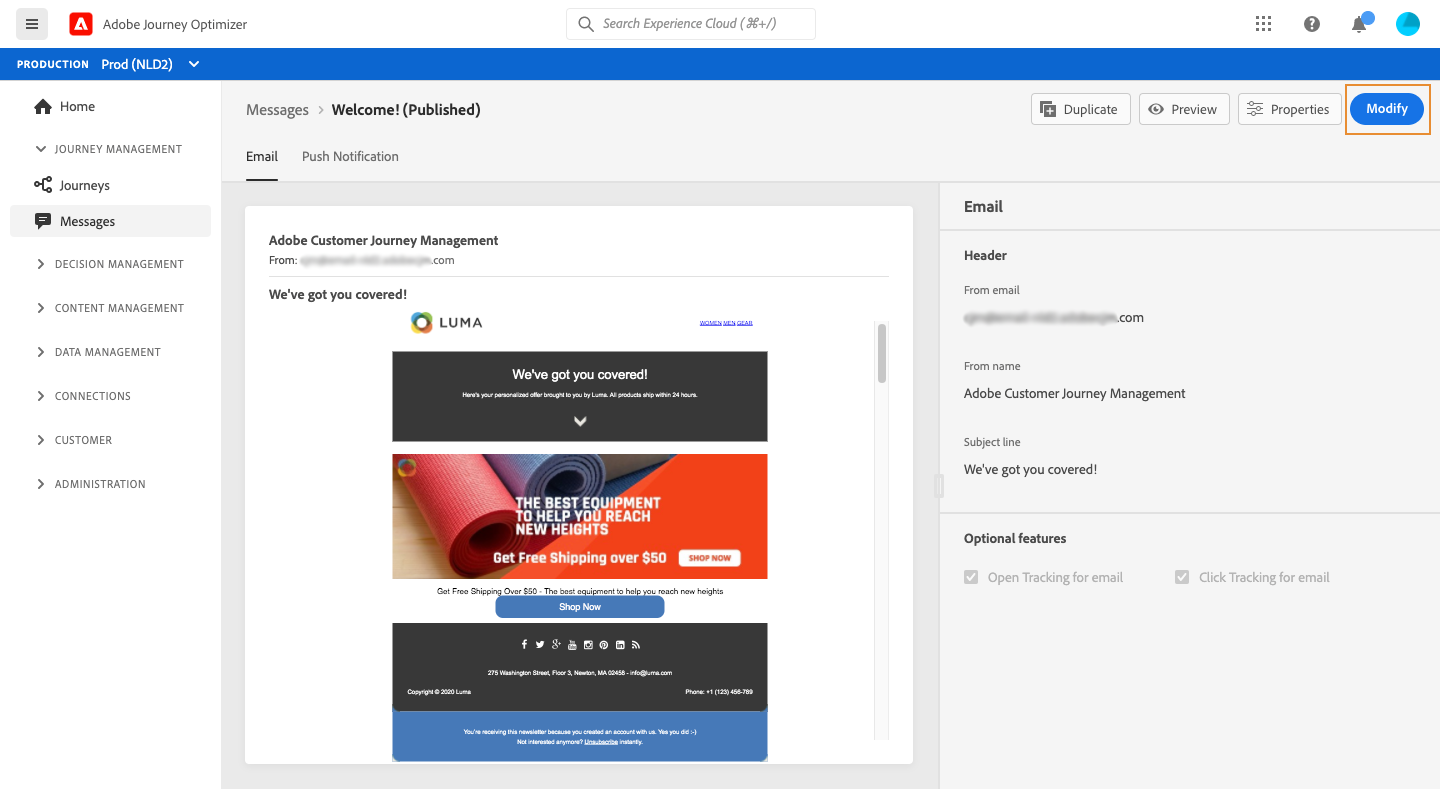 Adobe Journey Optimizer
Search Experience Cloud (⌘+/)
PRODUCTION Prod (NLD2)
Home
JOURNEY MANAGEMENT
Journeys
Messages
DECISION MANAGEMENT
CONTENT MANAGEMENT
DATA MANAGEMENT
CONNECTIONS
CUSTOMER
ADMINISTRATION
Messages > Welcome! (Published)
Duplicate
Preview
Properties
Modify
Email
Push Notification
Adobe Customer Journey Management
From: .com
We've got you covered!
LUMA
WOMEN MEN GEAR
We've got you covered!
Here's your personalized offer brought to you by Luma. All products ship within 24 hours.
THE BEST EQUIPMENT
TO HELP YOU REACH
NEW HEIGHTS
Get Free Shipping over $50
SHOP NOW
Get Free Shipping Over $50 - The best equipment to help you reach new heights
Shop Now
275 Washington Street, Floor 3, Newton, MA 02458 - info@luma.com
Copyright © 2020 Luma
Phone: +1 (123) 456-789
You're receiving this newsletter because you created an account with us. Yes you did :-)
Not interested anymore? Unsubscribe instantly.
Email
Header
From email
.com
From name
Adobe Customer Journey Management
Subject line
We've got you covered!
Optional features
Open Tracking for email
Click Tracking for email